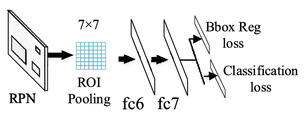 7×7
RPN
ROI
Pooling
fc6
fc7
Bbox Reg
loss
Classification
loss